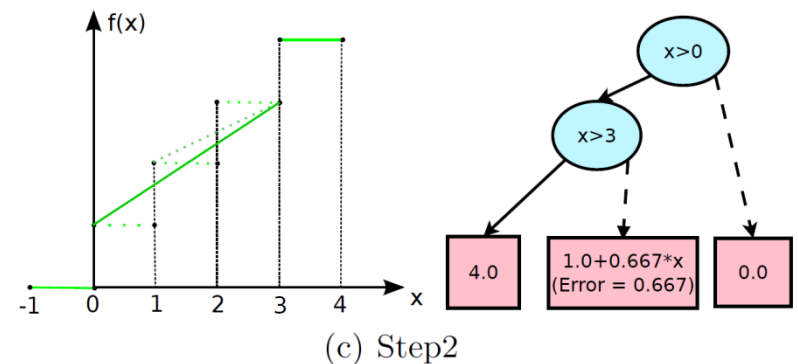 f(x)
-1 0 1 2 3 4 x
x>0
x>3
4.0
1.0+0.667*x
(Error = 0.667)
0.0
(c) Step2